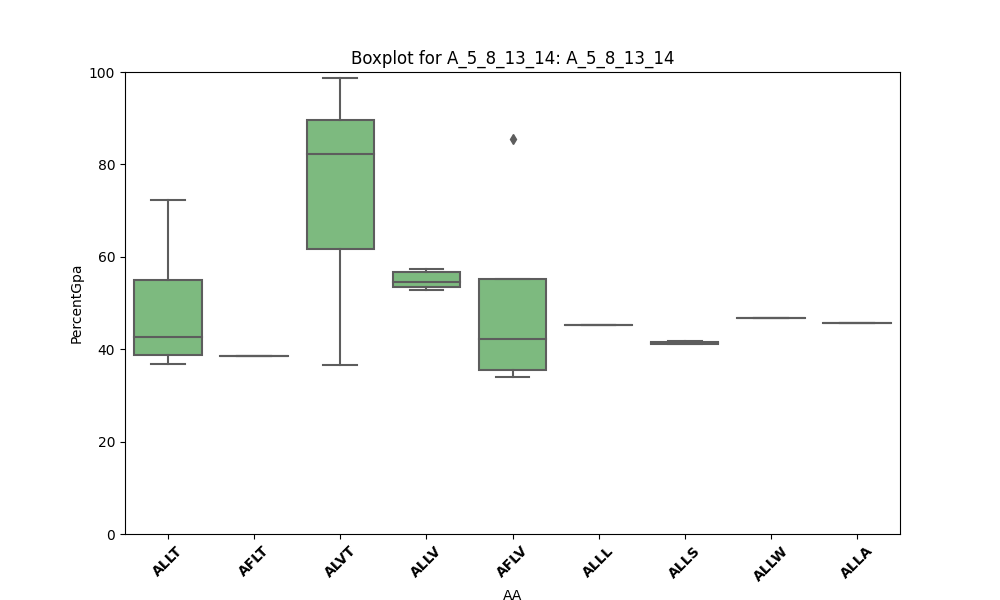 Boxplot for A_5_8_13_14: A_5_8_13_14
100
80
60
40
20
0
PercentGpa
ALLT AFLT ALVT ALLV AFLV ALLL ALLS ALLW ALLA
AA